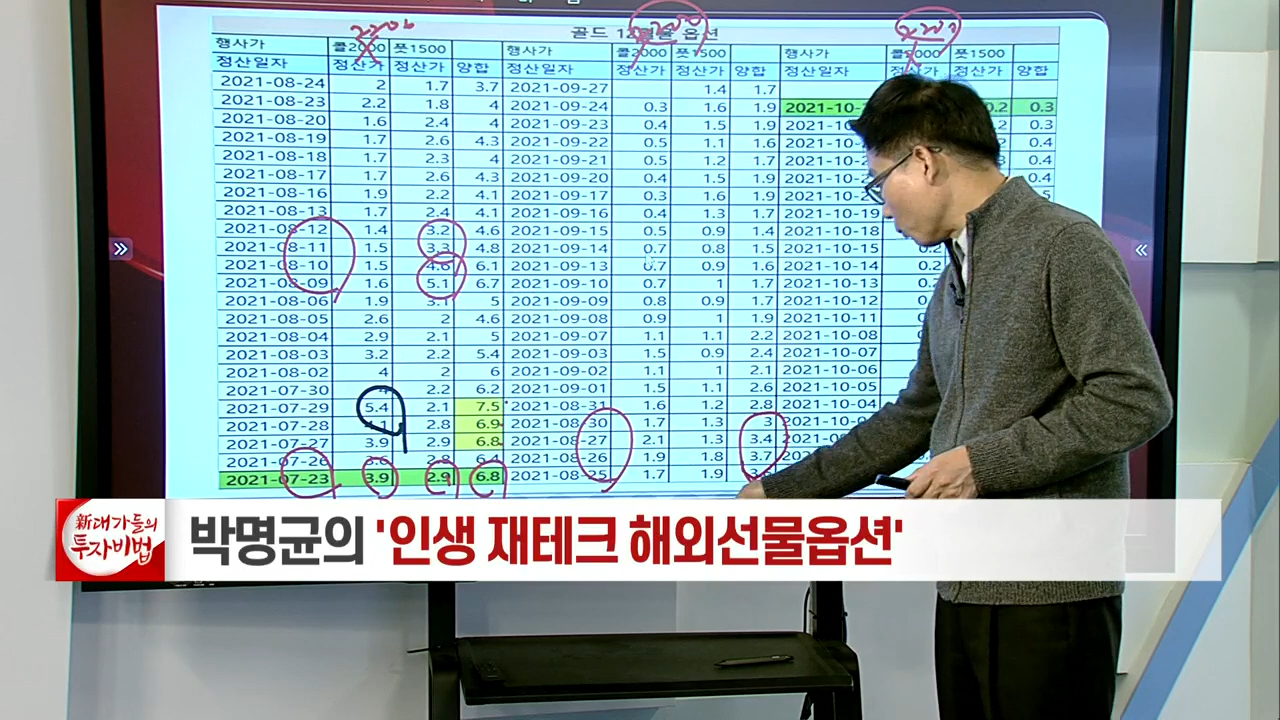 골드 12월물 옵션
행사가 콜2000 풋1500 행사가 콜2000 풋1500 행사가 풋1500
정산일자 정산가 정산가 양합 정산일자 정산가 정산가 양합 정산일자 정산가 정산가 양합
2021-08-24 2 1.7 3.7 2021-09-27 1.4 1.7
2021-08-23 2.2 1.8 4 2021-09-24 0.3 1.6 1.9 2021-10- 0.2 0.3
2021-08-20 1.6 2.4 4 2021-09-23 0.4 1.5 1.9 2021-10- 0.3
2021-08-19 1.7 2.6 4.3 2021-09-22 0.5 1.1 1.6 2021-10- 0.4
2021-08-18 1.7 2.3 4 2021-09-21 0.5 1.2 1.7 2021-10- 0.4
2021-08-17 1.7 2.6 4.3 2021-09-20 0.4 1.5 1.9 2021-10- 0.4
2021-08-16 1.9 2.2 4.1 2021-09-17 0.3 1.6 1.9 2021-10-
2021-08-13 1.7 2.4 4.1 2021-09-16 0.4 1.3 1.7 2021-10-19
2021-08-12 1.4 3.2 4.6 2021-09-15 0.5 0.9 1.4 2021-10-18
2021-08-11 1.5 3.3 4.8 2021-09-14 0.7 0.8 1.5 2021-10-15 0.2
2021-08-10 1.5 4.6 6.1 2021-09-13 0.7 0.9 1.6 2021-10-14 0.2
2021-08-09 1.6 5.1 6.7 2021-09-10 0.7 1 1.7 2021-10-13
2021-08-06 1.9 3.1 5 2021-09-09 0.8 0.9 1.7 2021-10-12
2021-08-05 2.6 2 4.6 2021-09-08 0.9 1 1.9 2021-10-11
2021-08-04 2.9 2.1 5 2021-09-07 1.1 1.1 2.2 2021-10-08
2021-08-03 3.2 2.2 5.4 2021-09-03 1.5 0.9 2.4 2021-10-07
2021-08-02 4 2 6 2021-09-02 1.1 1 2.1 2021-10-06
2021-07-30 4 2.2 6.2 2021-09-01 1.5 1.1 2.6 2021-10-05
2021-07-29 5.4 2.1 7.5 2021-08-31 1.6 1.2 2.8 2021-10-04
2021-07-28 2.8 6.9 2021-08-30 1.7 1.3 3
2021-07-27 3.9 2.9 6.8 2021-08-27 2.1 1.3 3.4
2021-07-26 3.6 2.8 6.4 2021-08-26 1.9 1.8 3.7
2021-07-23 3.9 2.9 6.8 2021-08-25 1.7 1.9
新대가들의
투자비법
박명균의 '인생 재테크 해외선물옵션'